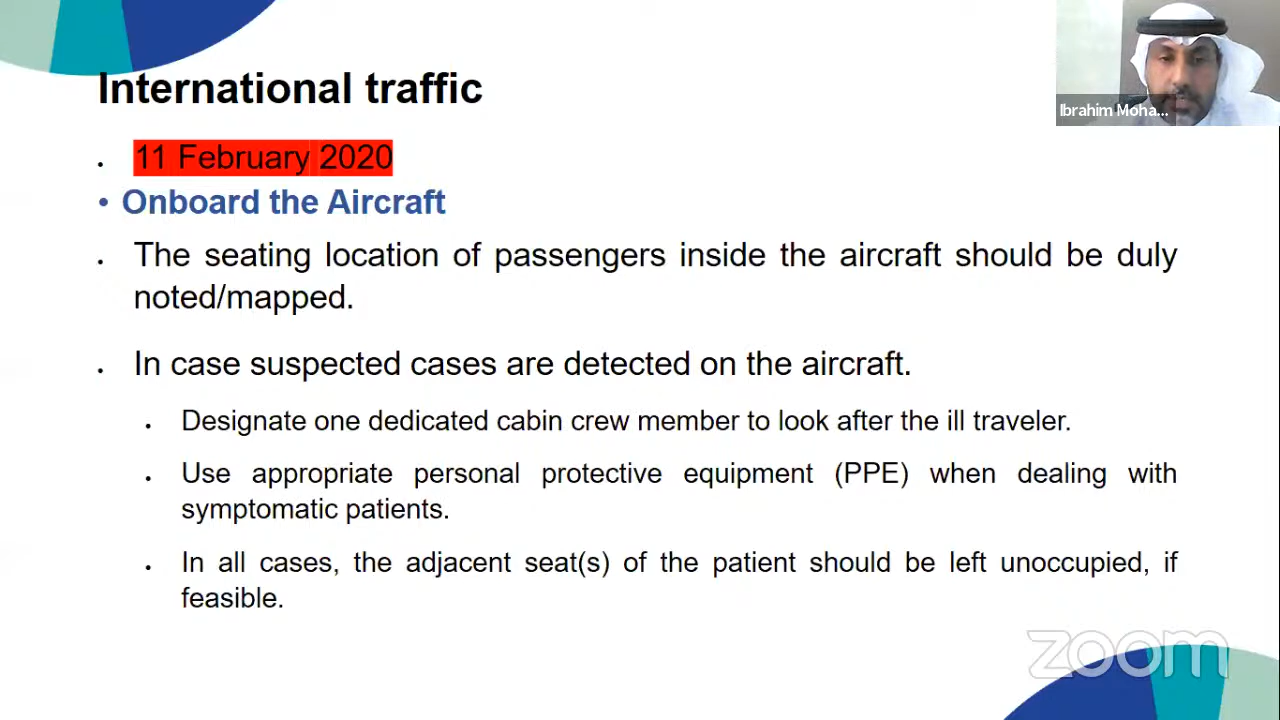 International traffic
Ibrahim Moha...
• 11 February 2020
• Onboard the Aircraft
• The seating location of passengers inside the aircraft should be duly
noted/mapped.
• In case suspected cases are detected on the aircraft.
• Designate one dedicated cabin crew member to look after the ill traveler.
• Use appropriate personal protective equipment (PPE) when dealing with
symptomatic patients.
• In all cases, the adjacent seat(s) of the patient should be left unoccupied, if
feasible.
zoom